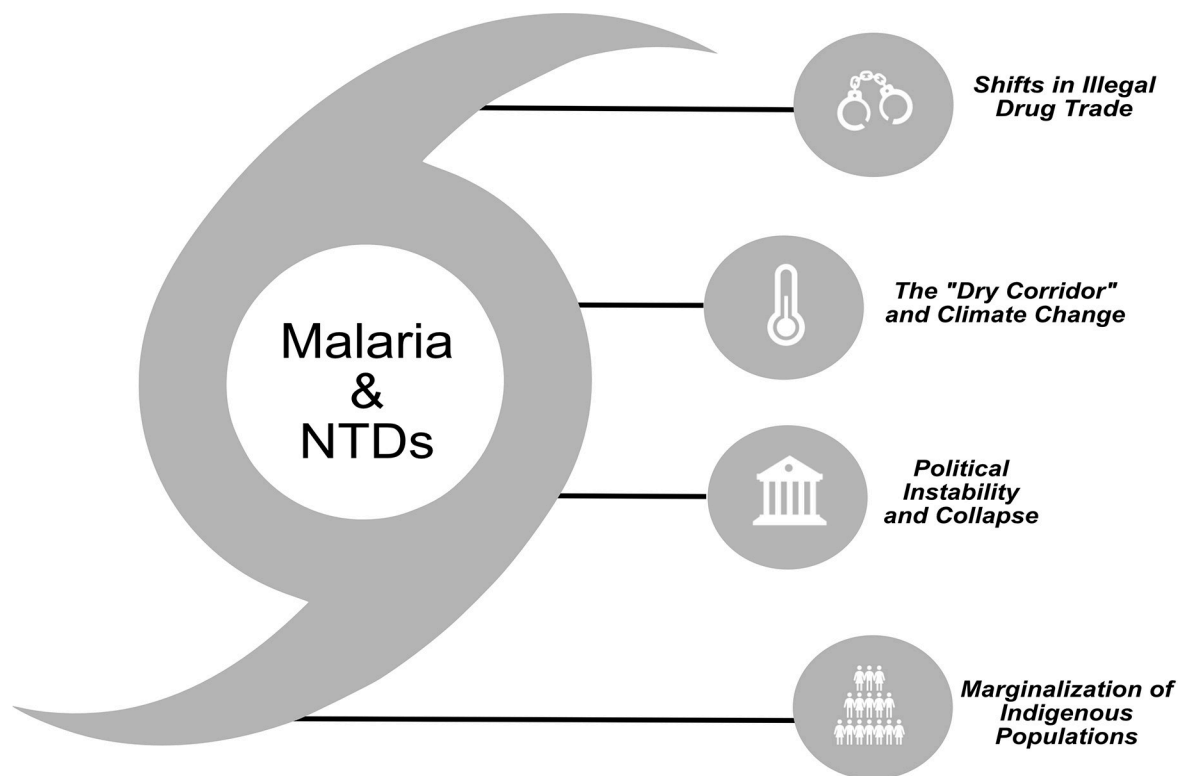 Malaria
&
NTDs
Shifts in Illegal
Drug Trade
The "Dry Corridor"
and Climate Change
Political
Instability
and Collapse
Marginalization of
Indigenous
Populations